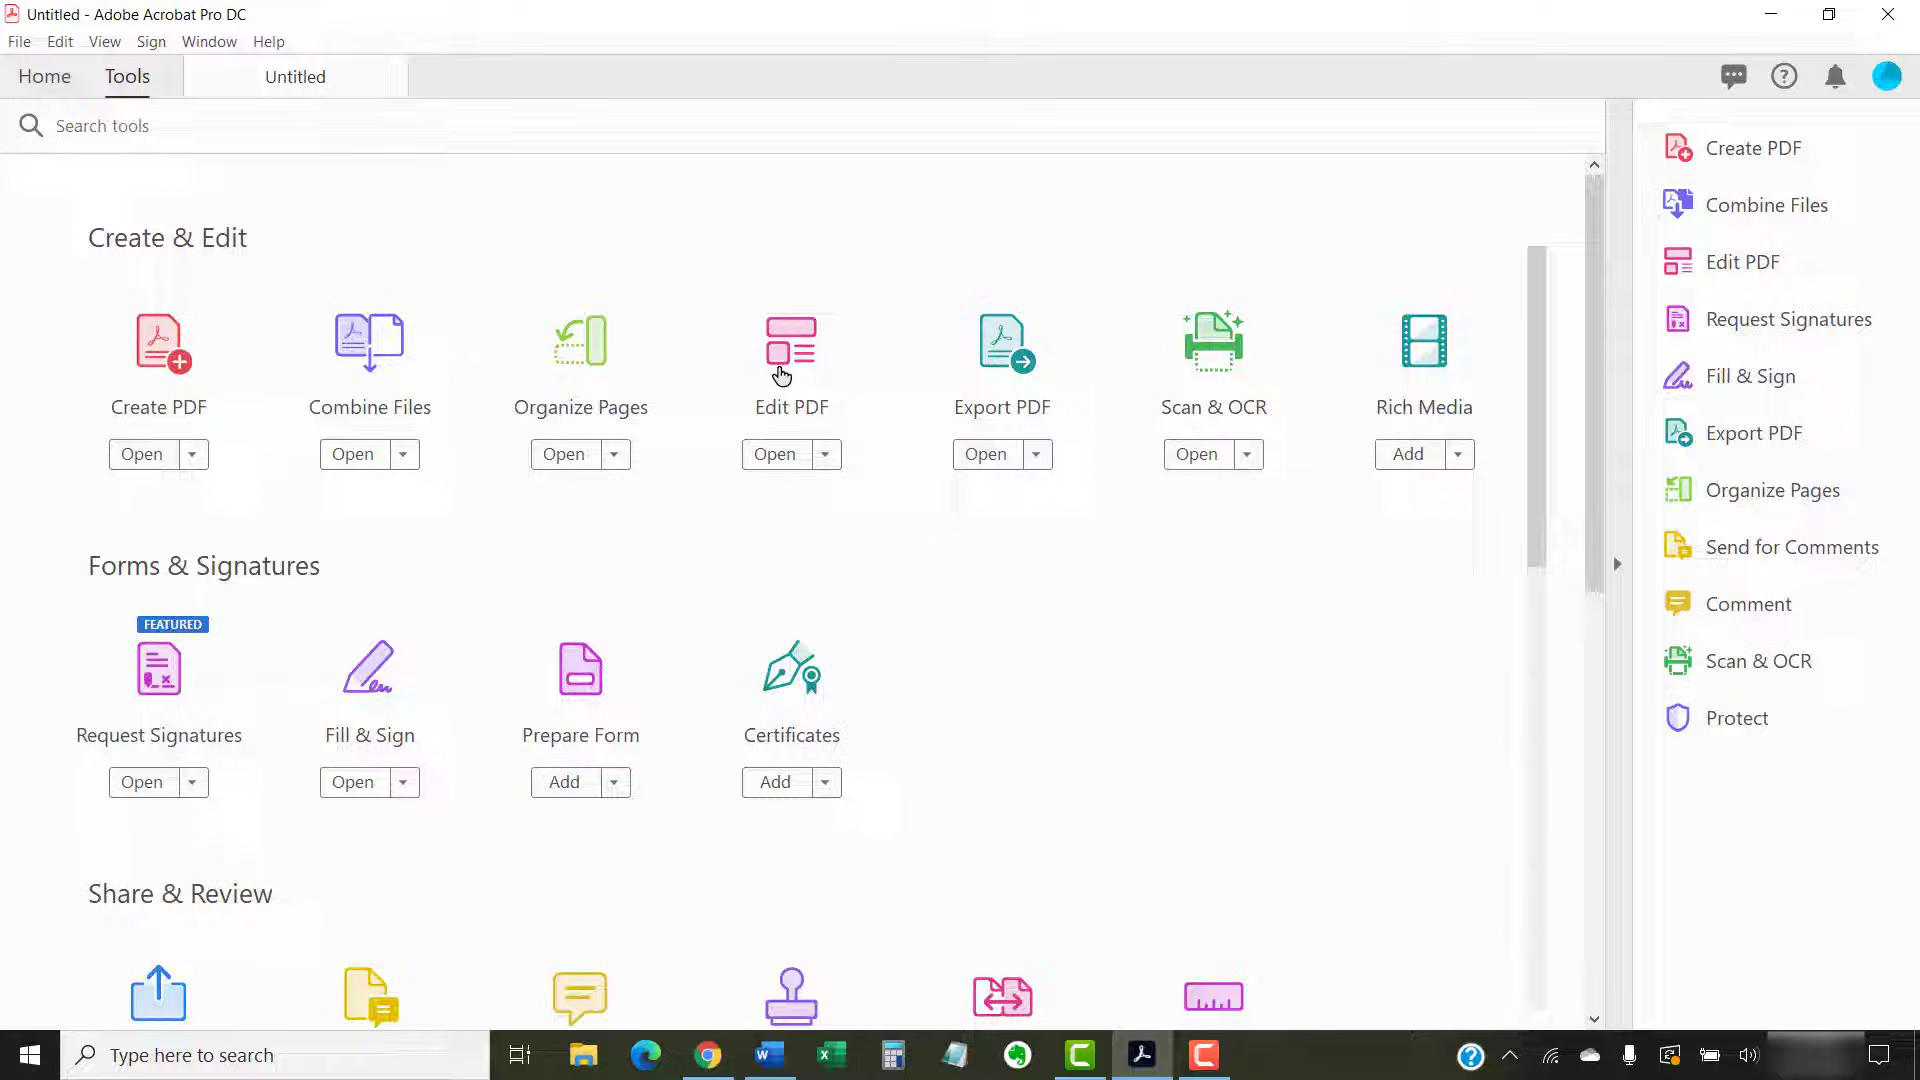 Untitled - Adobe Acrobat Pro DC
File Edit View Sign Window Help
Home Tools Untitled
Search tools
Create & Edit
Create PDF Combine Files Organize Pages Edit PDF Export PDF Scan & OCR Rich Media
Open Open Open Open Open Open Add
Forms & Signatures
FEATURED
Request Signatures Fill & Sign Prepare Form Certificates
Open Open Add Add
Share & Review
Create PDF
Combine Files
Edit PDF
Request Signatures
Fill & Sign
Export PDF
Organize Pages
Send for Comments
Comment
Scan & OCR
Protect
Type here to search